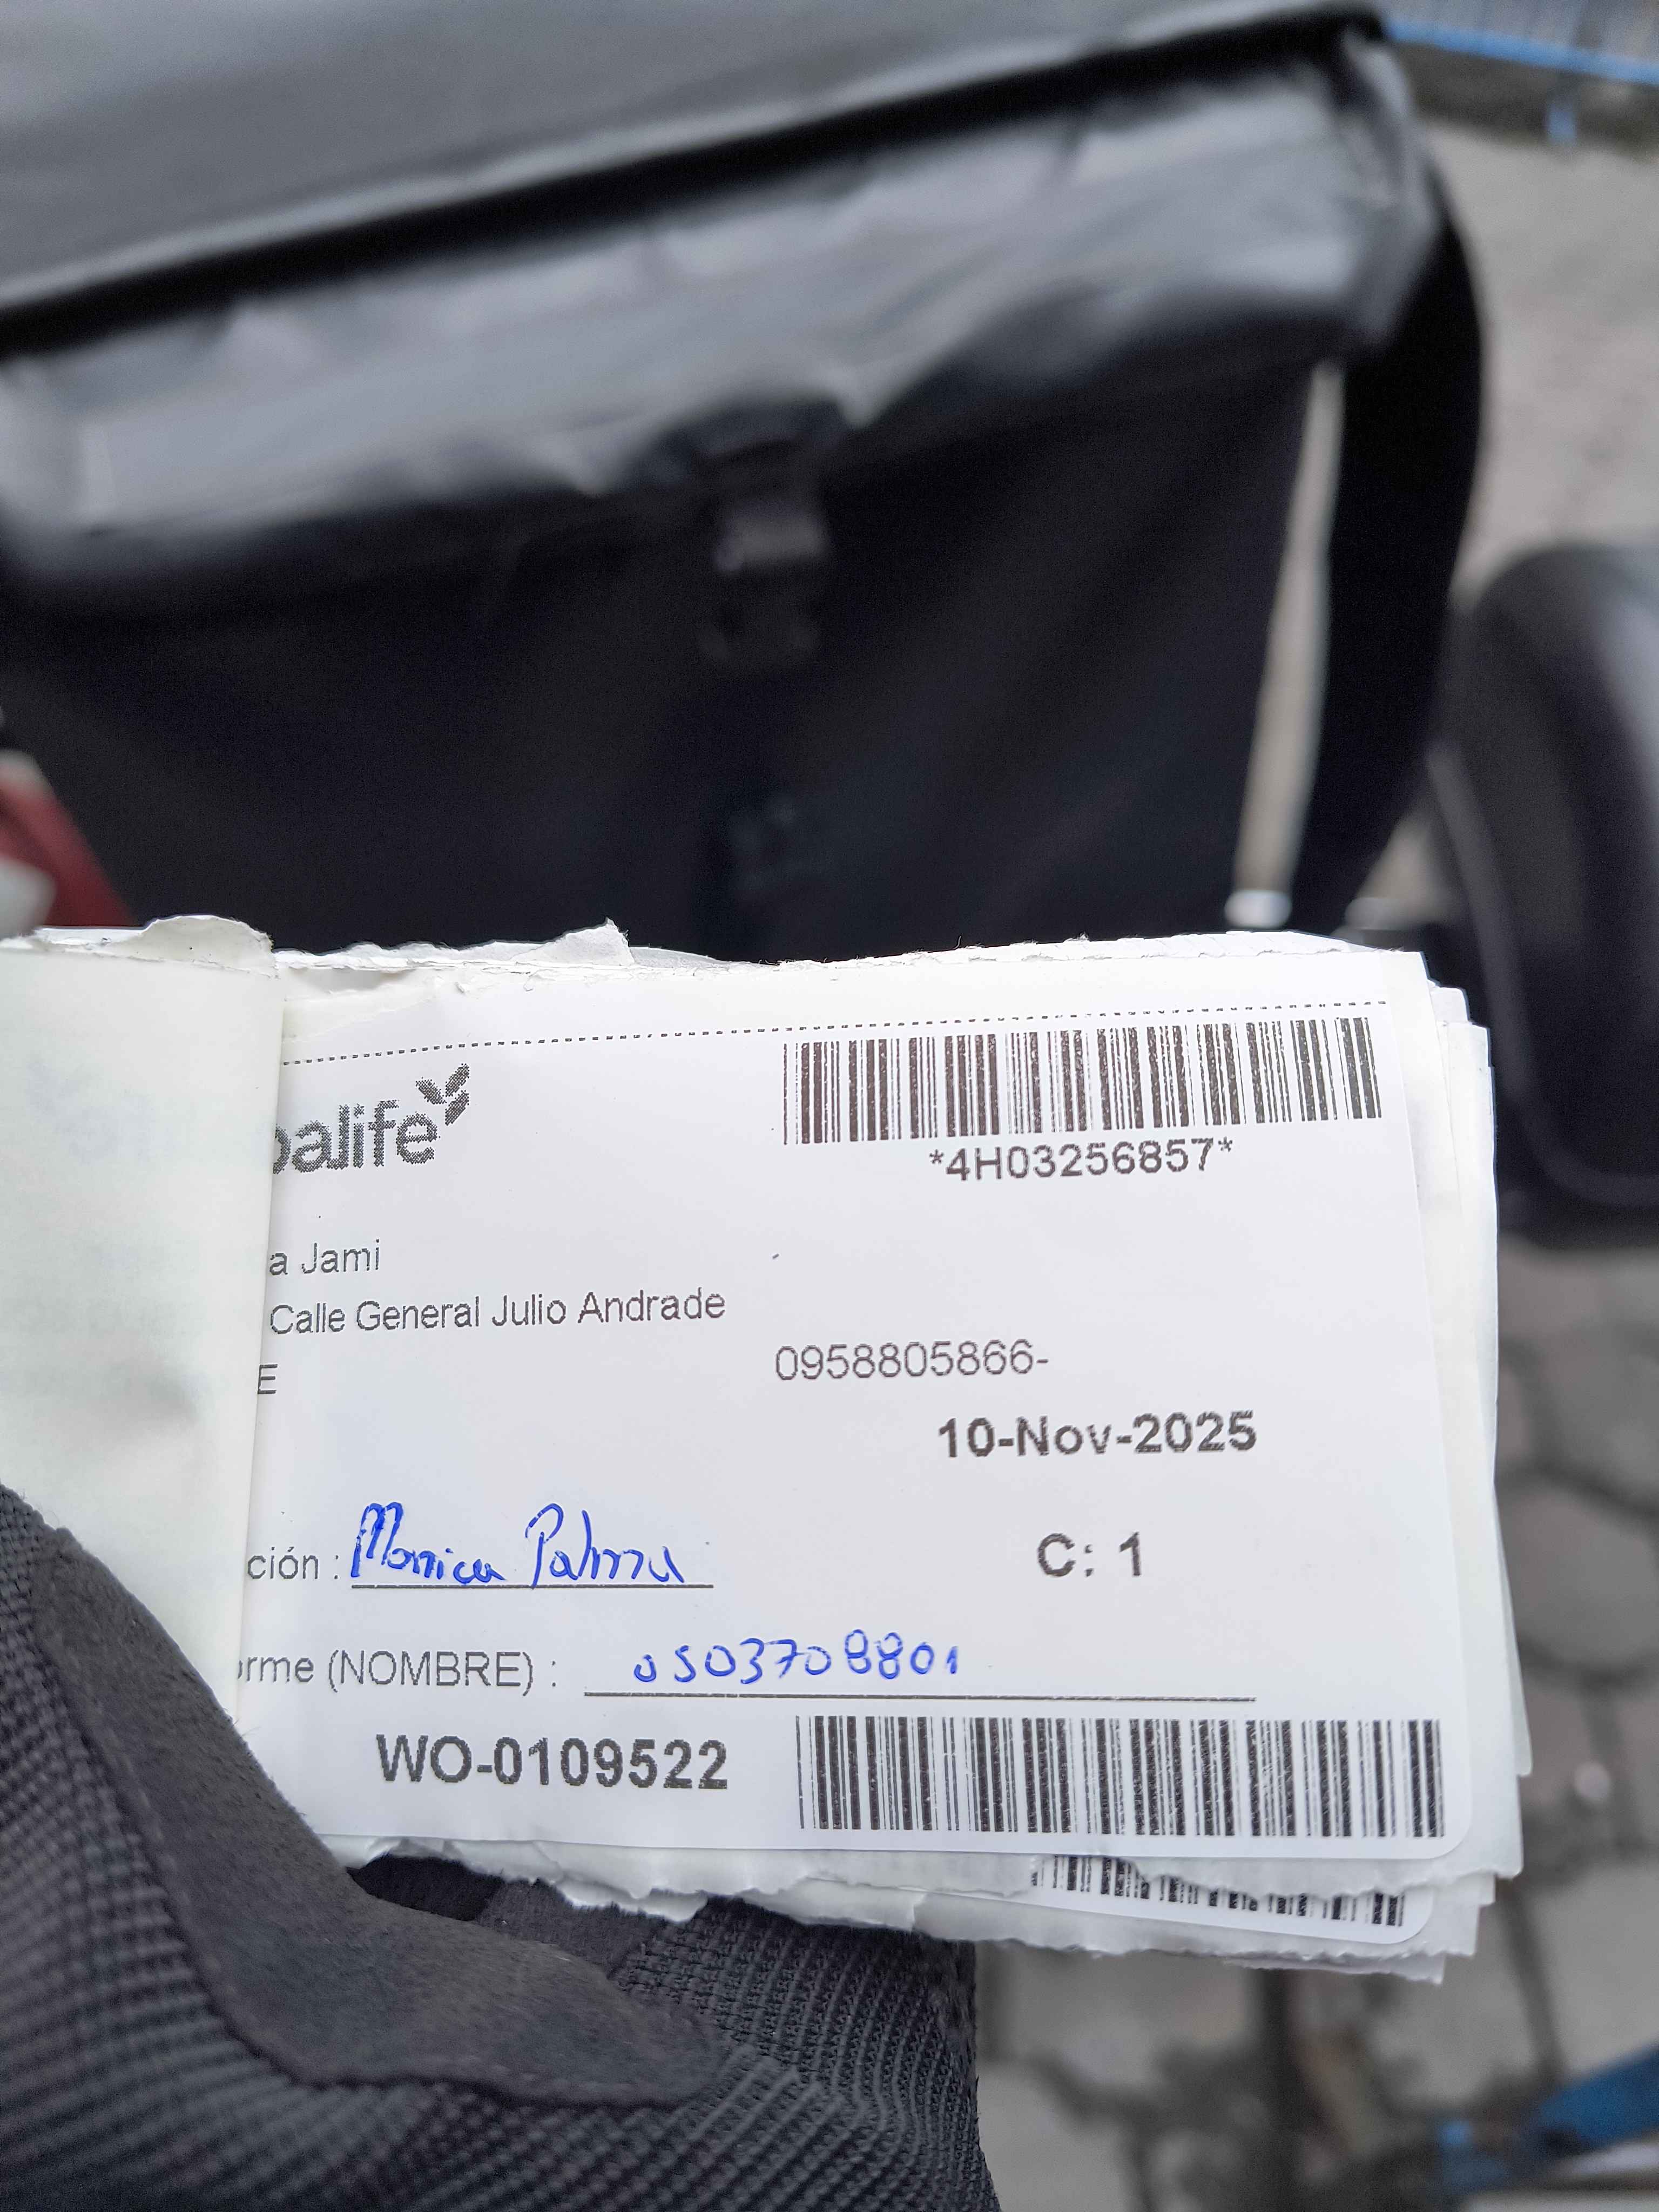 balife
*4H03256857*
a Jami
Calle General Julio Andrade
E
0958805866-
10-Nov-2025
ción : Monica Palma
C: 1
orme (NOMBRE) : 0503708801
WO-0109522